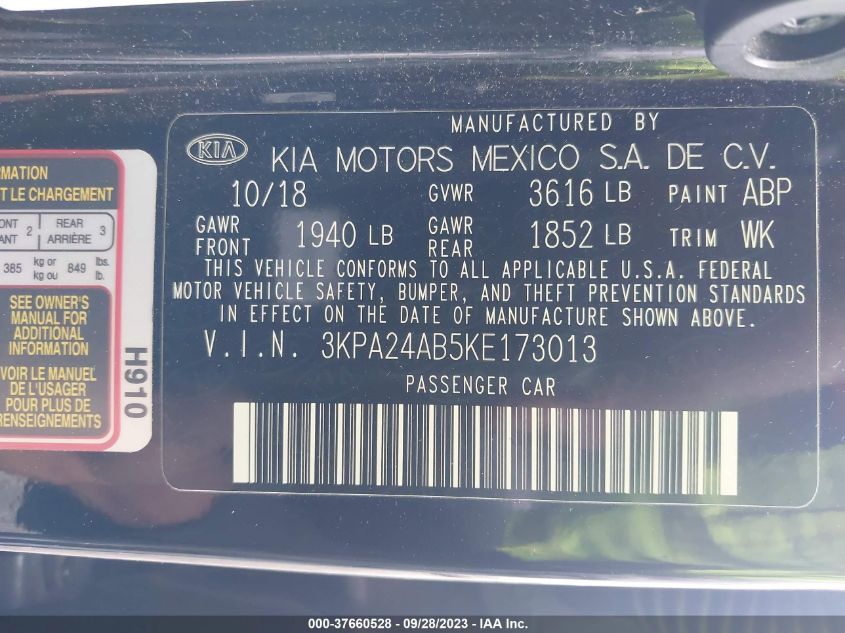 MANUFACTURED BY
KIA
KIA MOTORS MEXICO S.A. DE C.V.
10/18 GVWR 3616 LB PAINT ABP
GAWR FRONT 1940 LB GAWR REAR 1852 LB TRIM WK
THIS VEHICLE CONFORMS TO ALL APPLICABLE U.S.A. FEDERAL
MOTOR VEHICLE SAFETY, BUMPER, AND THEFT PREVENTION STANDARDS
IN EFFECT ON THE DATE OF MANUFACTURE SHOWN ABOVE.
V.I.N. 3KPA24AB5KE173013
PASSENGER CAR
LE CHARGEMENT
2 REAR ARRIÈRE 3
385 kg or kg ou 849 lbs. lb.
SEE OWNER'S
MANUAL FOR
ADDITIONAL
INFORMATION
VOIR LE MANUEL
DE L'USAGER
POUR PLUS DE
RENSEIGNEMENTS
H910
000-37660528 - 09/28/2023 - IAA Inc.